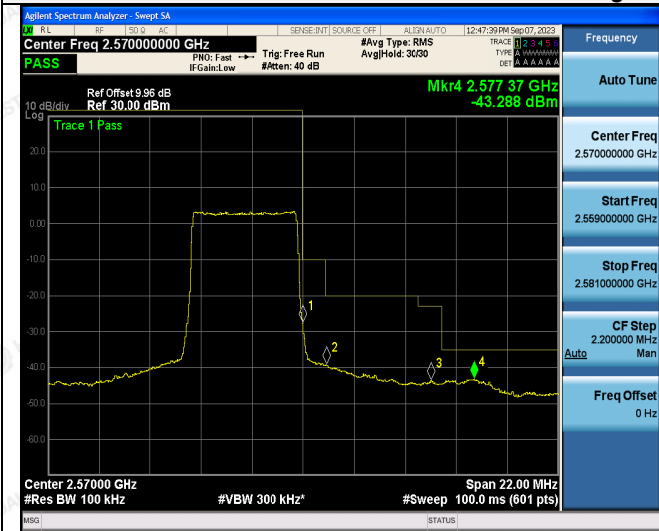 Agilent Spectrum Analyzer - Swept SA
RL RF 50 Ω AC SENSE:INT SOURCE OFF ALIGN AUTO 12:47:39 PM Sep 07, 2023
Center Freq 2.570000000 GHz
PASS
PNO: Fast
IFGain:Low
Trig: Free Run
#Atten: 40 dB
#Avg Type: RMS
Avg|Hold: 30/30
TRACE 1 2 3 4 5 6
TYPE A
DET A A A A A A
Mkr4 2.577 37 GHz
-43.288 dBm
Ref Offset 9.96 dB
10 dB/div Ref 30.00 dBm
Log
Trace 1 Pass
20.0
10.0
0.00
-10.0
-20.0
-30.0
-40.0
-50.0
-60.0
1
2
3
4
Center 2.57000 GHz Span 22.00 MHz
#Res BW 100 kHz #VBW 300 kHz* #Sweep 100.0 ms (601 pts)
MSG STATUS
Frequency
Auto Tune
Center Freq
2.570000000 GHz
Start Freq
2.559000000 GHz
Stop Freq
2.581000000 GHz
CF Step
2.200000 MHz
Auto Man
Freq Offset
0 Hz